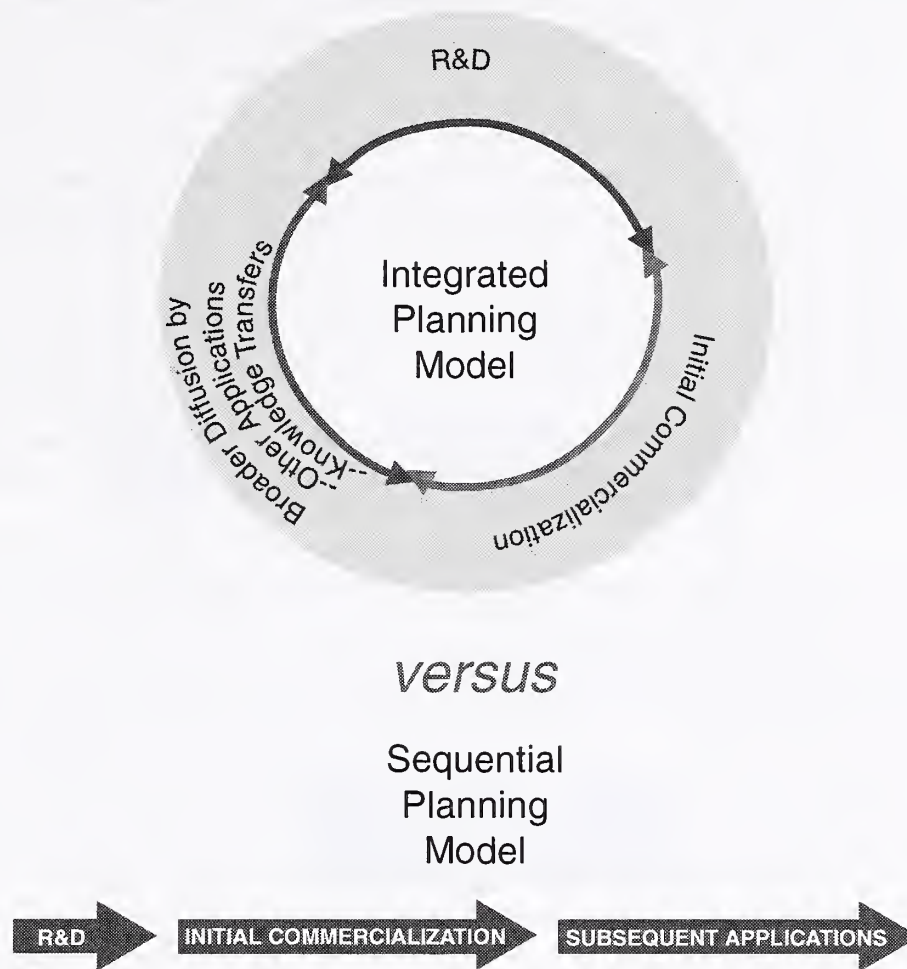 R&D
Integrated
Planning
Model
Initial Commercialization
Broader Diffusion by
--Other Applications
--Knowledge Transfers
versus
Sequential
Planning
Model
R&D
INITIAL COMMERCIALIZATION
SUBSEQUENT APPLICATIONS